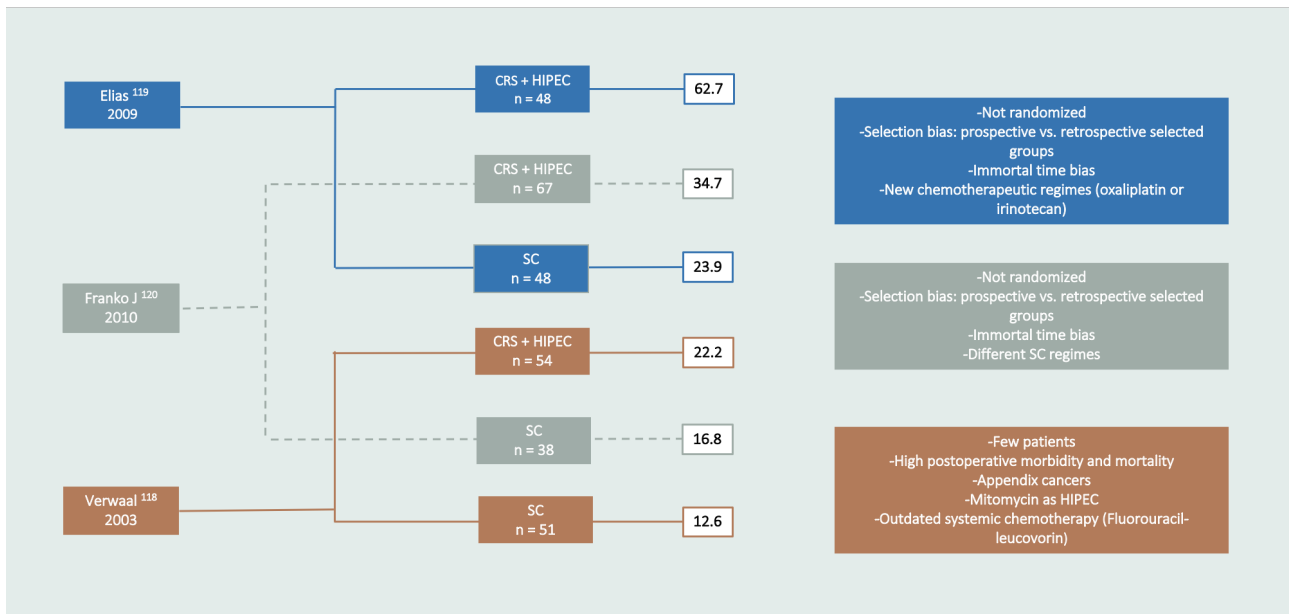 Elias 119
2009
CRS + HIPEC
n = 48
62.7
CRS + HIPEC
n = 67
34.7
SC
n = 48
23.9
Franko J 120
2010
CRS + HIPEC
n = 54
22.2
SC
n = 38
16.8
Verwaal 118
2003
SC
n = 51
12.6
-Not randomized
-Selection bias: prospective vs. retrospective selected
groups
-Immortal time bias
-New chemotherapeutic regimes (oxaliplatin or
irinotecan)
-Not randomized
-Selection bias: prospective vs. retrospective selected
groups
-Immortal time bias
-Different SC regimes
-Few patients
-High postoperative morbidity and mortality
-Appendix cancers
-Mitomycin as HIPEC
-Outdated systemic chemotherapy (Fluorouracil-
leucovorin)